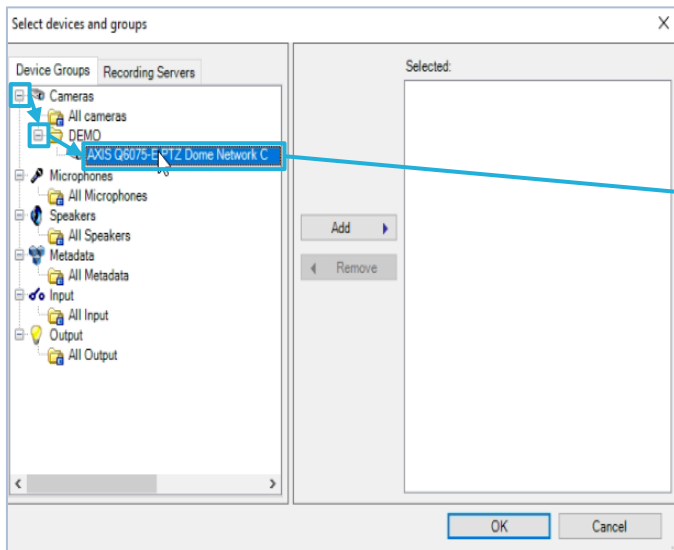 Select devices and groups
Device Groups
Recording Servers
Selected:
Cameras
All cameras
DEMO
AXIS Q6075-E PTZ Dome Network C
Microphones
All Microphones
Speakers
All Speakers
Metadata
All Metadata
Input
All Input
Output
All Output
Add
Remove
OK
Cancel